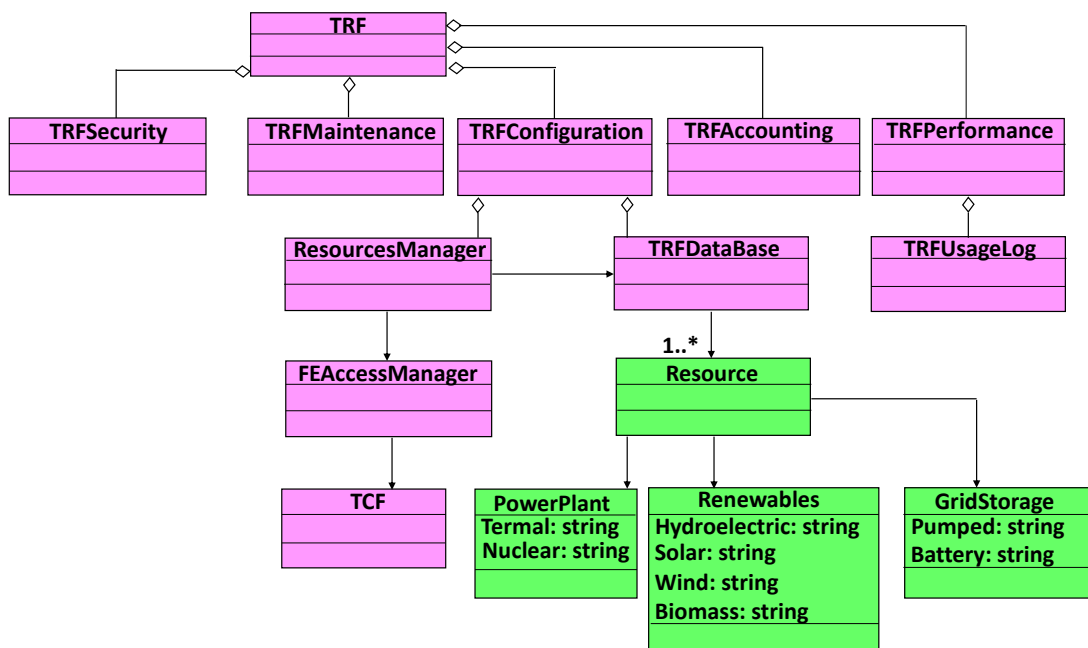 TRF
TRFSecurity
TRFMaintenance
TRFConfiguration
TRFAccounting
TRFPerformance
ResourcesManager
TRFDataBase
TRFUsageLog
1..*
FEAccessManager
Resource
TCF
PowerPlant
Termal: string
Nuclear: string
Renewables
Hydroelectric: string
Solar: string
Wind: string
Biomass: string
GridStorage
Pumped: string
Battery: string